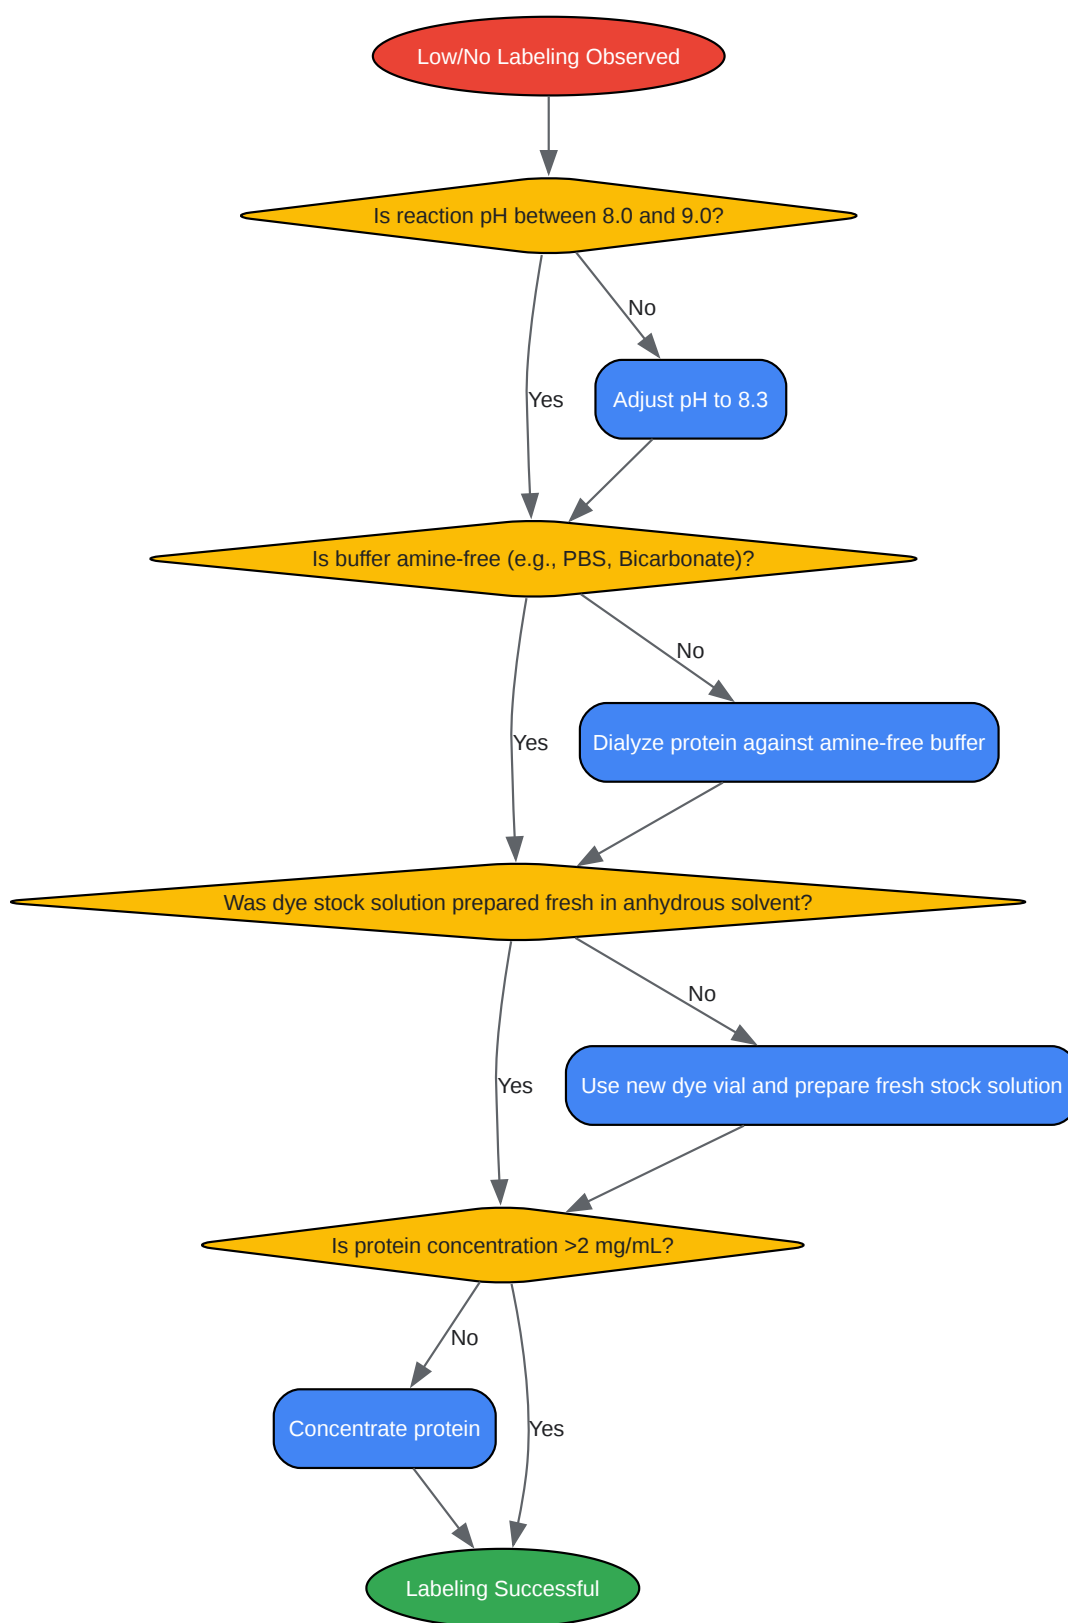 Low/No Labeling Observed
Is reaction pH between 8.0 and 9.0?
No
Yes
Adjust pH to 8.3
Is buffer amine-free (e.g., PBS, Bicarbonate)?
No
Yes
Dialyze protein against amine-free buffer
Was dye stock solution prepared fresh in anhydrous solvent?
No
Yes
Use new dye vial and prepare fresh stock solution
Is protein concentration >2 mg/mL?
No
Concentrate protein
Yes
Labeling Successful